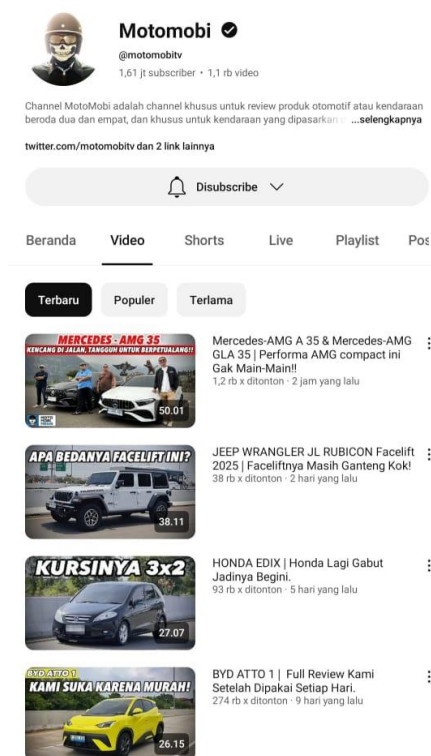 Motomobi
@motomobitv
1,61 jt subscriber • 1,1 rb video
Channel MotoMobi adalah channel khusus untuk review produk otomotif atau kendaraan
beroda dua dan empat, dan khusus untuk kendaraan yang dipasarkan ...selengkapnya
twitter.com/motomobitv dan 2 link lainnya
Disubscribe
Beranda Video Shorts Live Playlist Pos
Terbaru Populer Terlama
MERCEDES - AMG 35
KENCANG DI JALAN, TANGGUH UNTUK BERPETUALANG!!
50.01
Mercedes-AMG A 35 & Mercedes-AMG
GLA 35 | Performa AMG compact ini
Gak Main-Main!!
1,2 rb x ditonton · 2 jam yang lalu
APA BEDANYA FACELIFT INI?
38.11
JEEP WRANGLER JL RUBICON Facelift
2025 | Faceliftnya Masih Ganteng Kok!
38 rb x ditonton · 2 hari yang lalu
KURSINYA 3x2
27.07
HONDA EDIX | Honda Lagi Gabut
Jadinya Begini.
93 rb x ditonton · 5 hari yang lalu
BYD ATTO 1
KAMI SUKA KARENA MURAH!
26.15
BYD ATTO 1 | Full Review Kami
Setelah Dipakai Setiap Hari.
274 rb x ditonton · 9 hari yang lalu